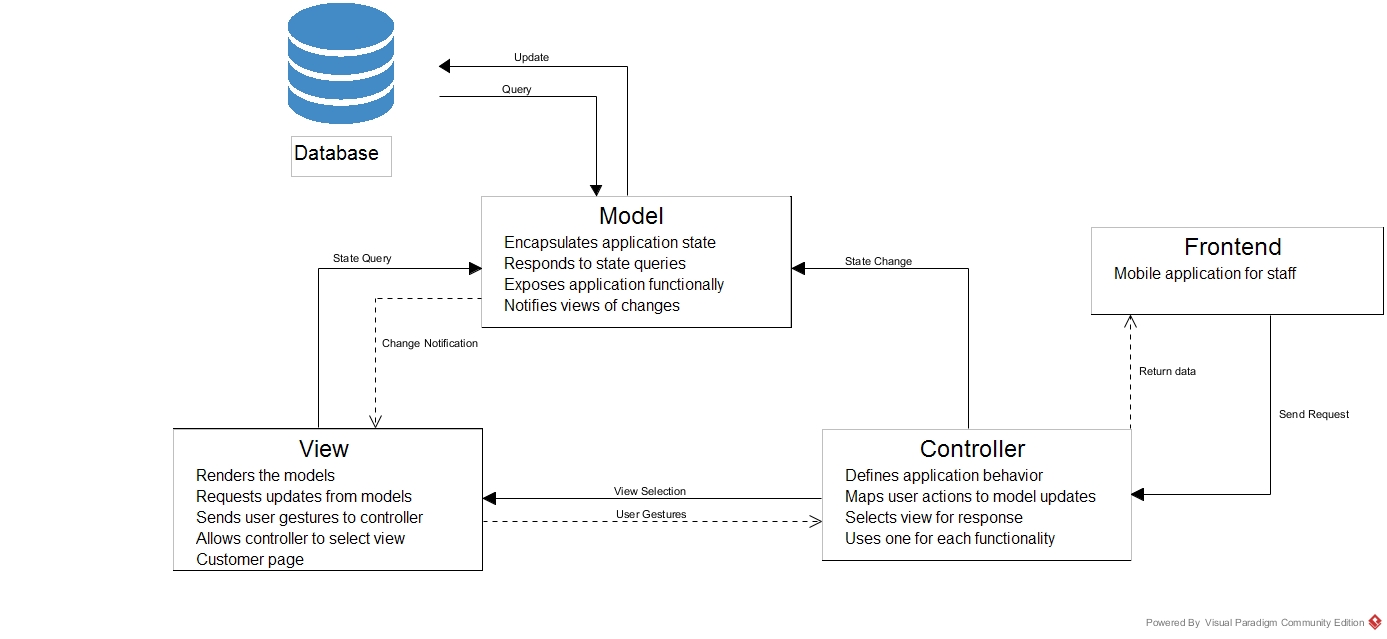 Update
Query
Database
Model
Encapsulates application state
Responds to state queries
Exposes application functionally
Notifies views of changes
Frontend
Mobile application for staff
State Query
State Change
Change Notification
Return data
Send Request
View
Renders the models
Requests updates from models
Sends user gestures to controller
Allows controller to select view
Customer page
View Selection
User Gestures
Controller
Defines application behavior
Maps user actions to model updates
Selects view for response
Uses one for each functionality
Powered By Visual Paradigm Community Edition